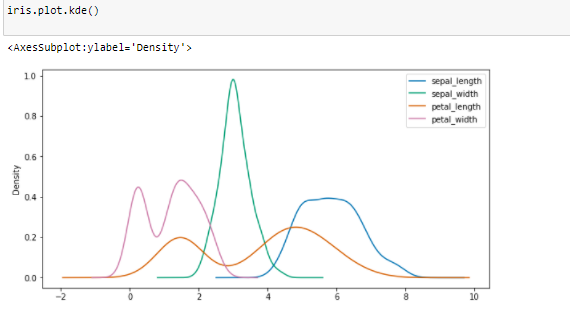 iris.plot.kde()
<AxesSubplot:ylabel='Density'>
1.0
0.8
0.6
0.4
0.2
0.0
Density
sepal_length
sepal_width
petal_length
petal_width
−2
0
2
4
6
8
10